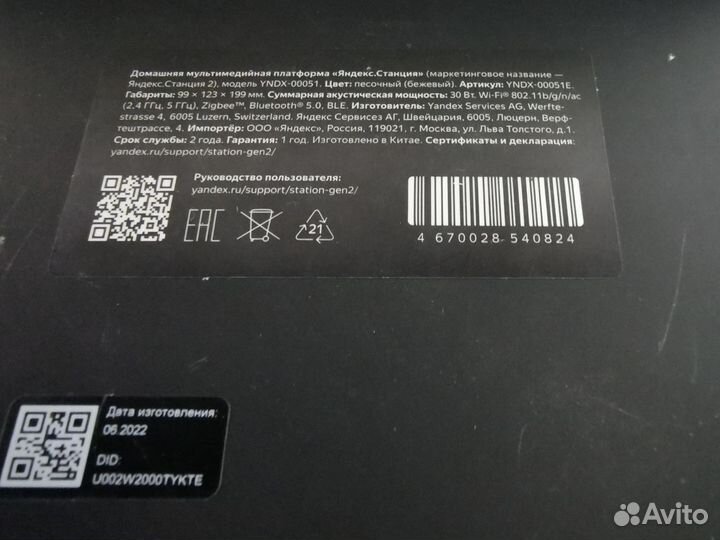 Домашняя мультимедийная платформа «Яндекс.Станция» (маркетинговое название —
Яндекс.Станция 2), модель YNDX-00051. Цвет: песочный (бежевый). Артикул: YNDX-00051E.
Габариты: 99 × 123 × 199 мм. Суммарная акустическая мощность: 30 Вт. Wi-Fi® 802.11b/g/n/ac
(2,4 ГГц, 5 ГГц), Zigbee™, Bluetooth® 5.0, BLE. Изготовитель: Yandex Services AG, Werfte-
strasse 4, 6005 Luzern, Switzerland. Яндекс Сервисез АГ, Швейцария, 6005, Люцерн, Верф-
тештрассе, 4. Импортёр: ООО «Яндекс», Россия, 119021, г. Москва, ул. Льва Толстого, д.1.
Срок службы: 2 года. Гарантия: 1 год. Изготовлено в Китае. Сертификаты и декларация:
yandex.ru/support/station-gen2/
Руководство пользователя:
yandex.ru/support/station-gen2/
EAC
21
4 670028 540824
Дата изготовления:
06.2022
DID:
U002W2000TYKTE
Avito